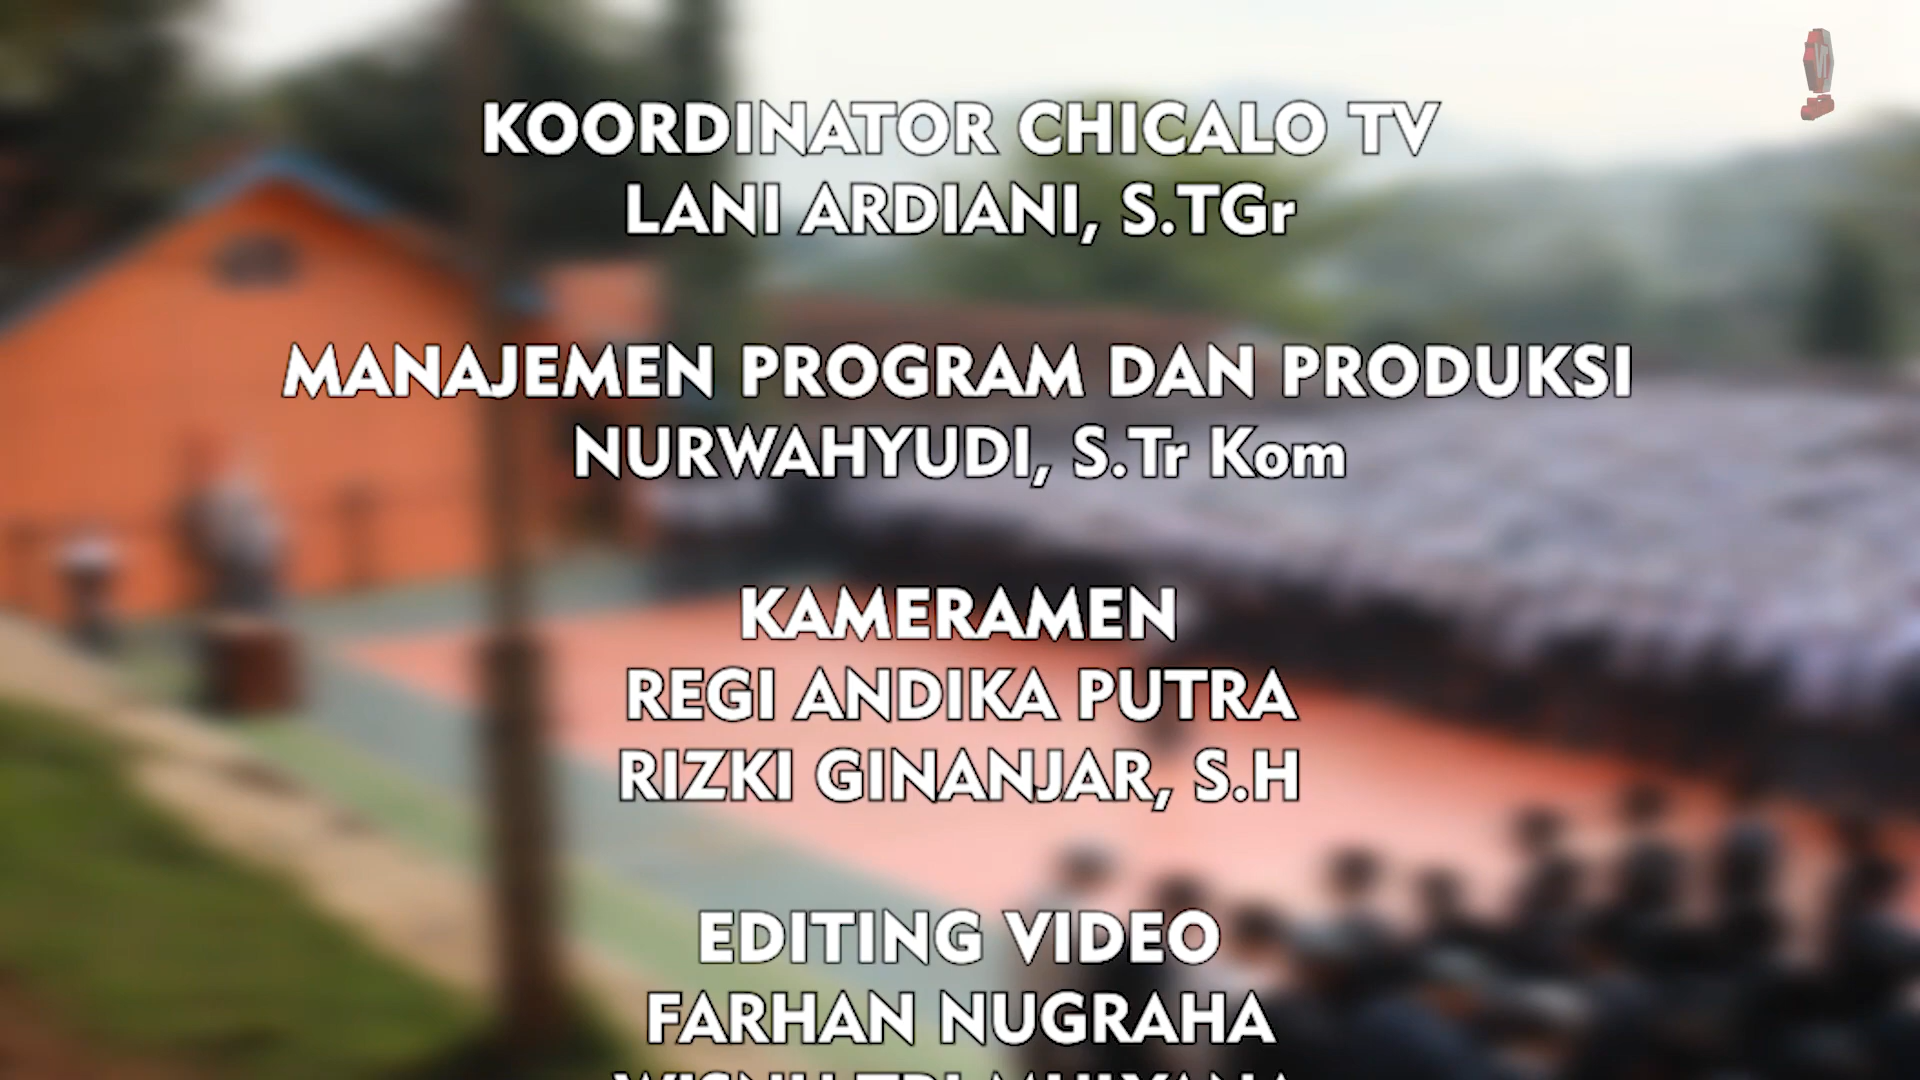 KOORDINATOR CHICALO TV
LANI ARDIANI, S.TGr
MANAJEMEN PROGRAM DAN PRODUKSI
NURWAHYUDI, S.Tr Kom
KAMERAMEN
REGI ANDIKA PUTRA
RIZKI GINANJAR, S.H
EDITING VIDEO
FARHAN NUGRAHA